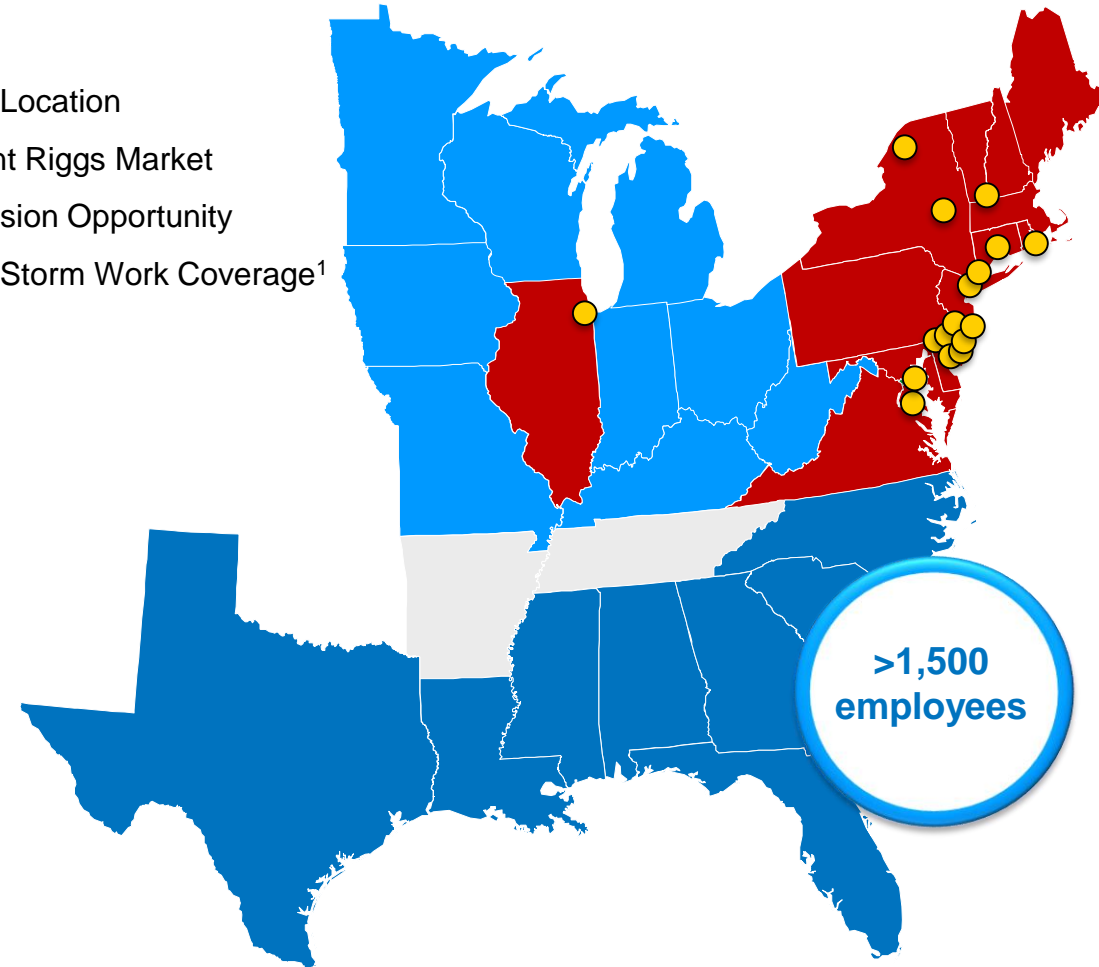 Location
nt Riggs Market
sion Opportunity
Storm Work Coverage¹
>1,500
employees